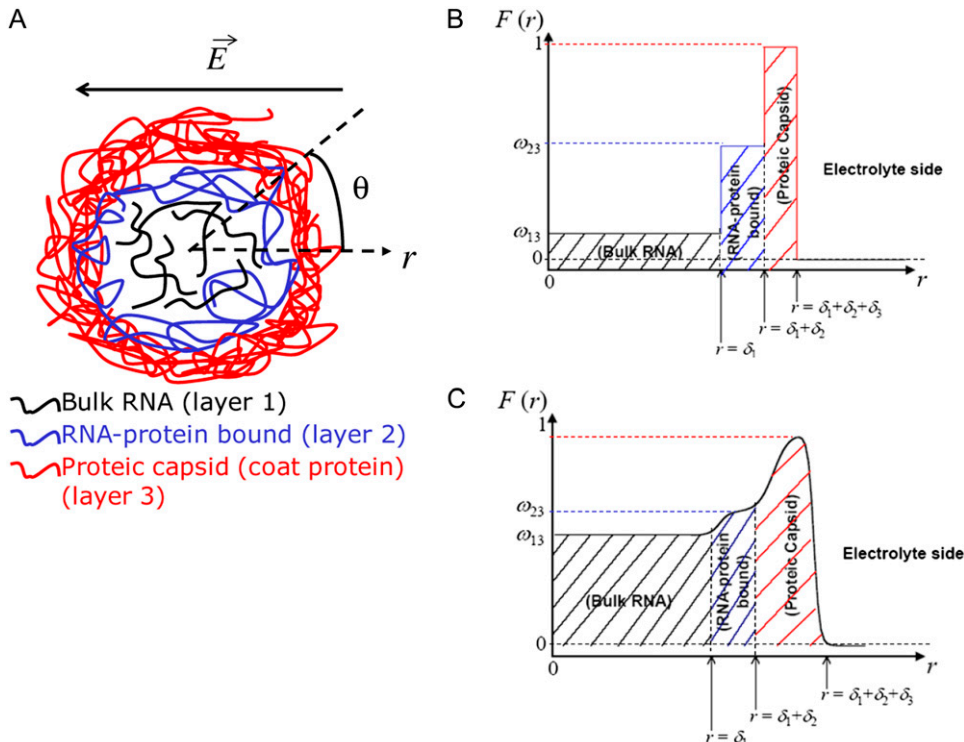 A
E
θ
r
Bulk RNA (layer 1)
RNA-protein bound (layer 2)
Proteic capsid (coat protein)
(layer 3)
B
F (r)
1
ω23
ω13
0
(Bulk RNA)
(RNA-protein
bound)
(Proteic Capsid)
Electrolyte side
0
r
r = δ1+δ2+δ3
r = δ1+δ2
r = δ1
C
F (r)
1
ω23
ω13
0
(Bulk RNA)
(RNA-protein
bound)
(Proteic Capsid)
Electrolyte side
0
r
r = δ1+δ2+δ3
r = δ1+δ2
r = δ1